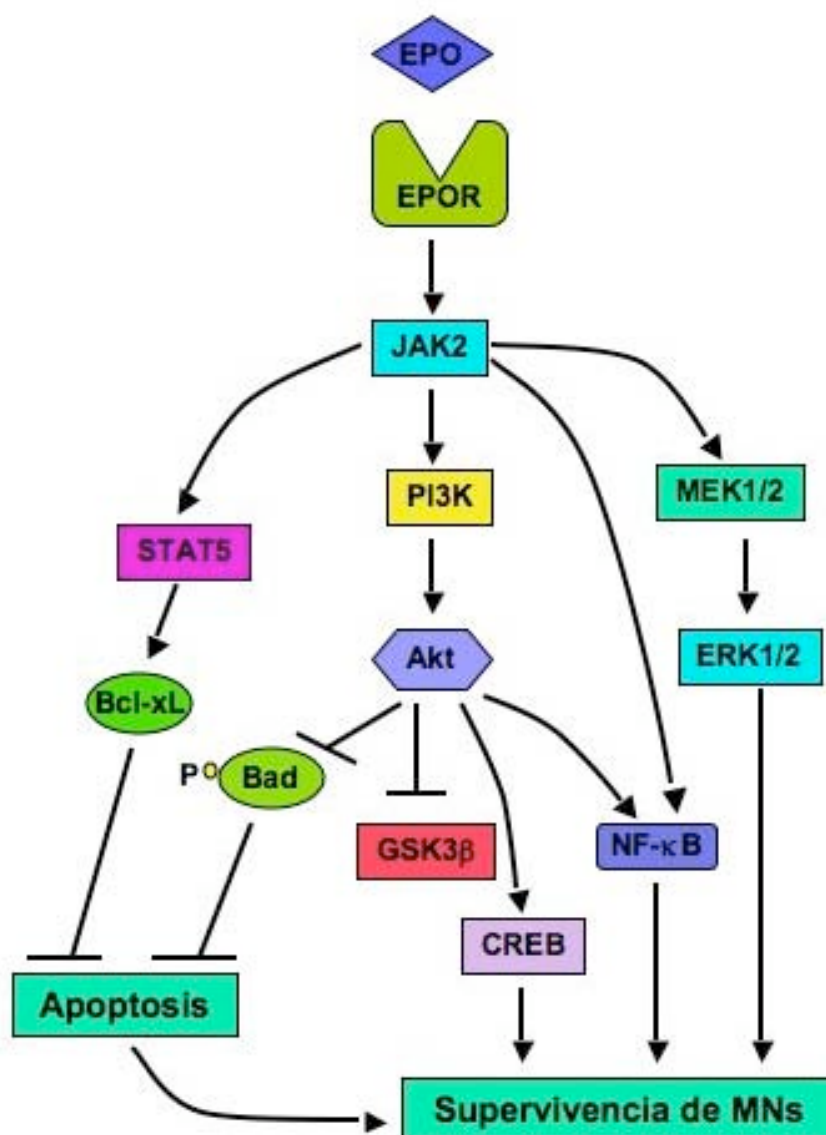 EPO
EPOR
JAK2
PI3K
MEK1/2
STAT5
Akt
ERK1/2
Bcl-xL
P
Bad
GSK3β
NF-κB
CREB
Apoptosis
Supervivencia de MNs